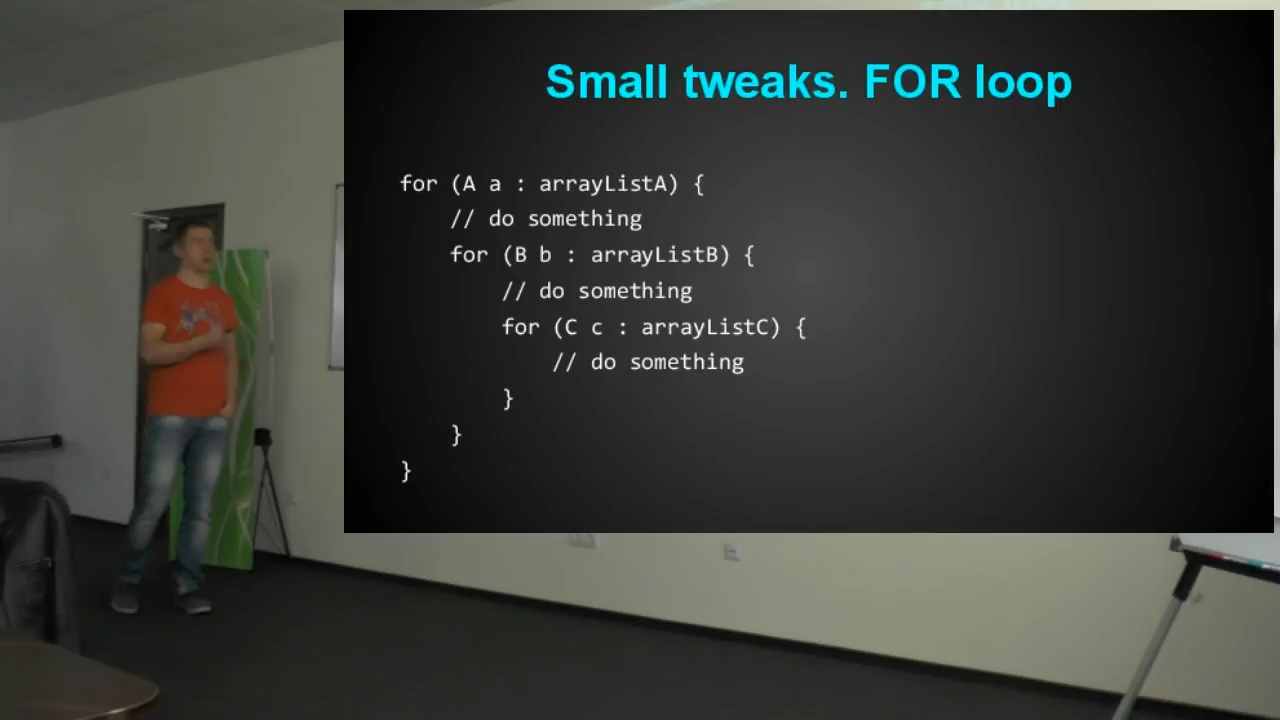 Small tweaks. FOR loop
for (A a : arrayListA) {
    // do something
    for (B b : arrayListB) {
        // do something
        for (C c : arrayListC) {
            // do something
        }
    }
}